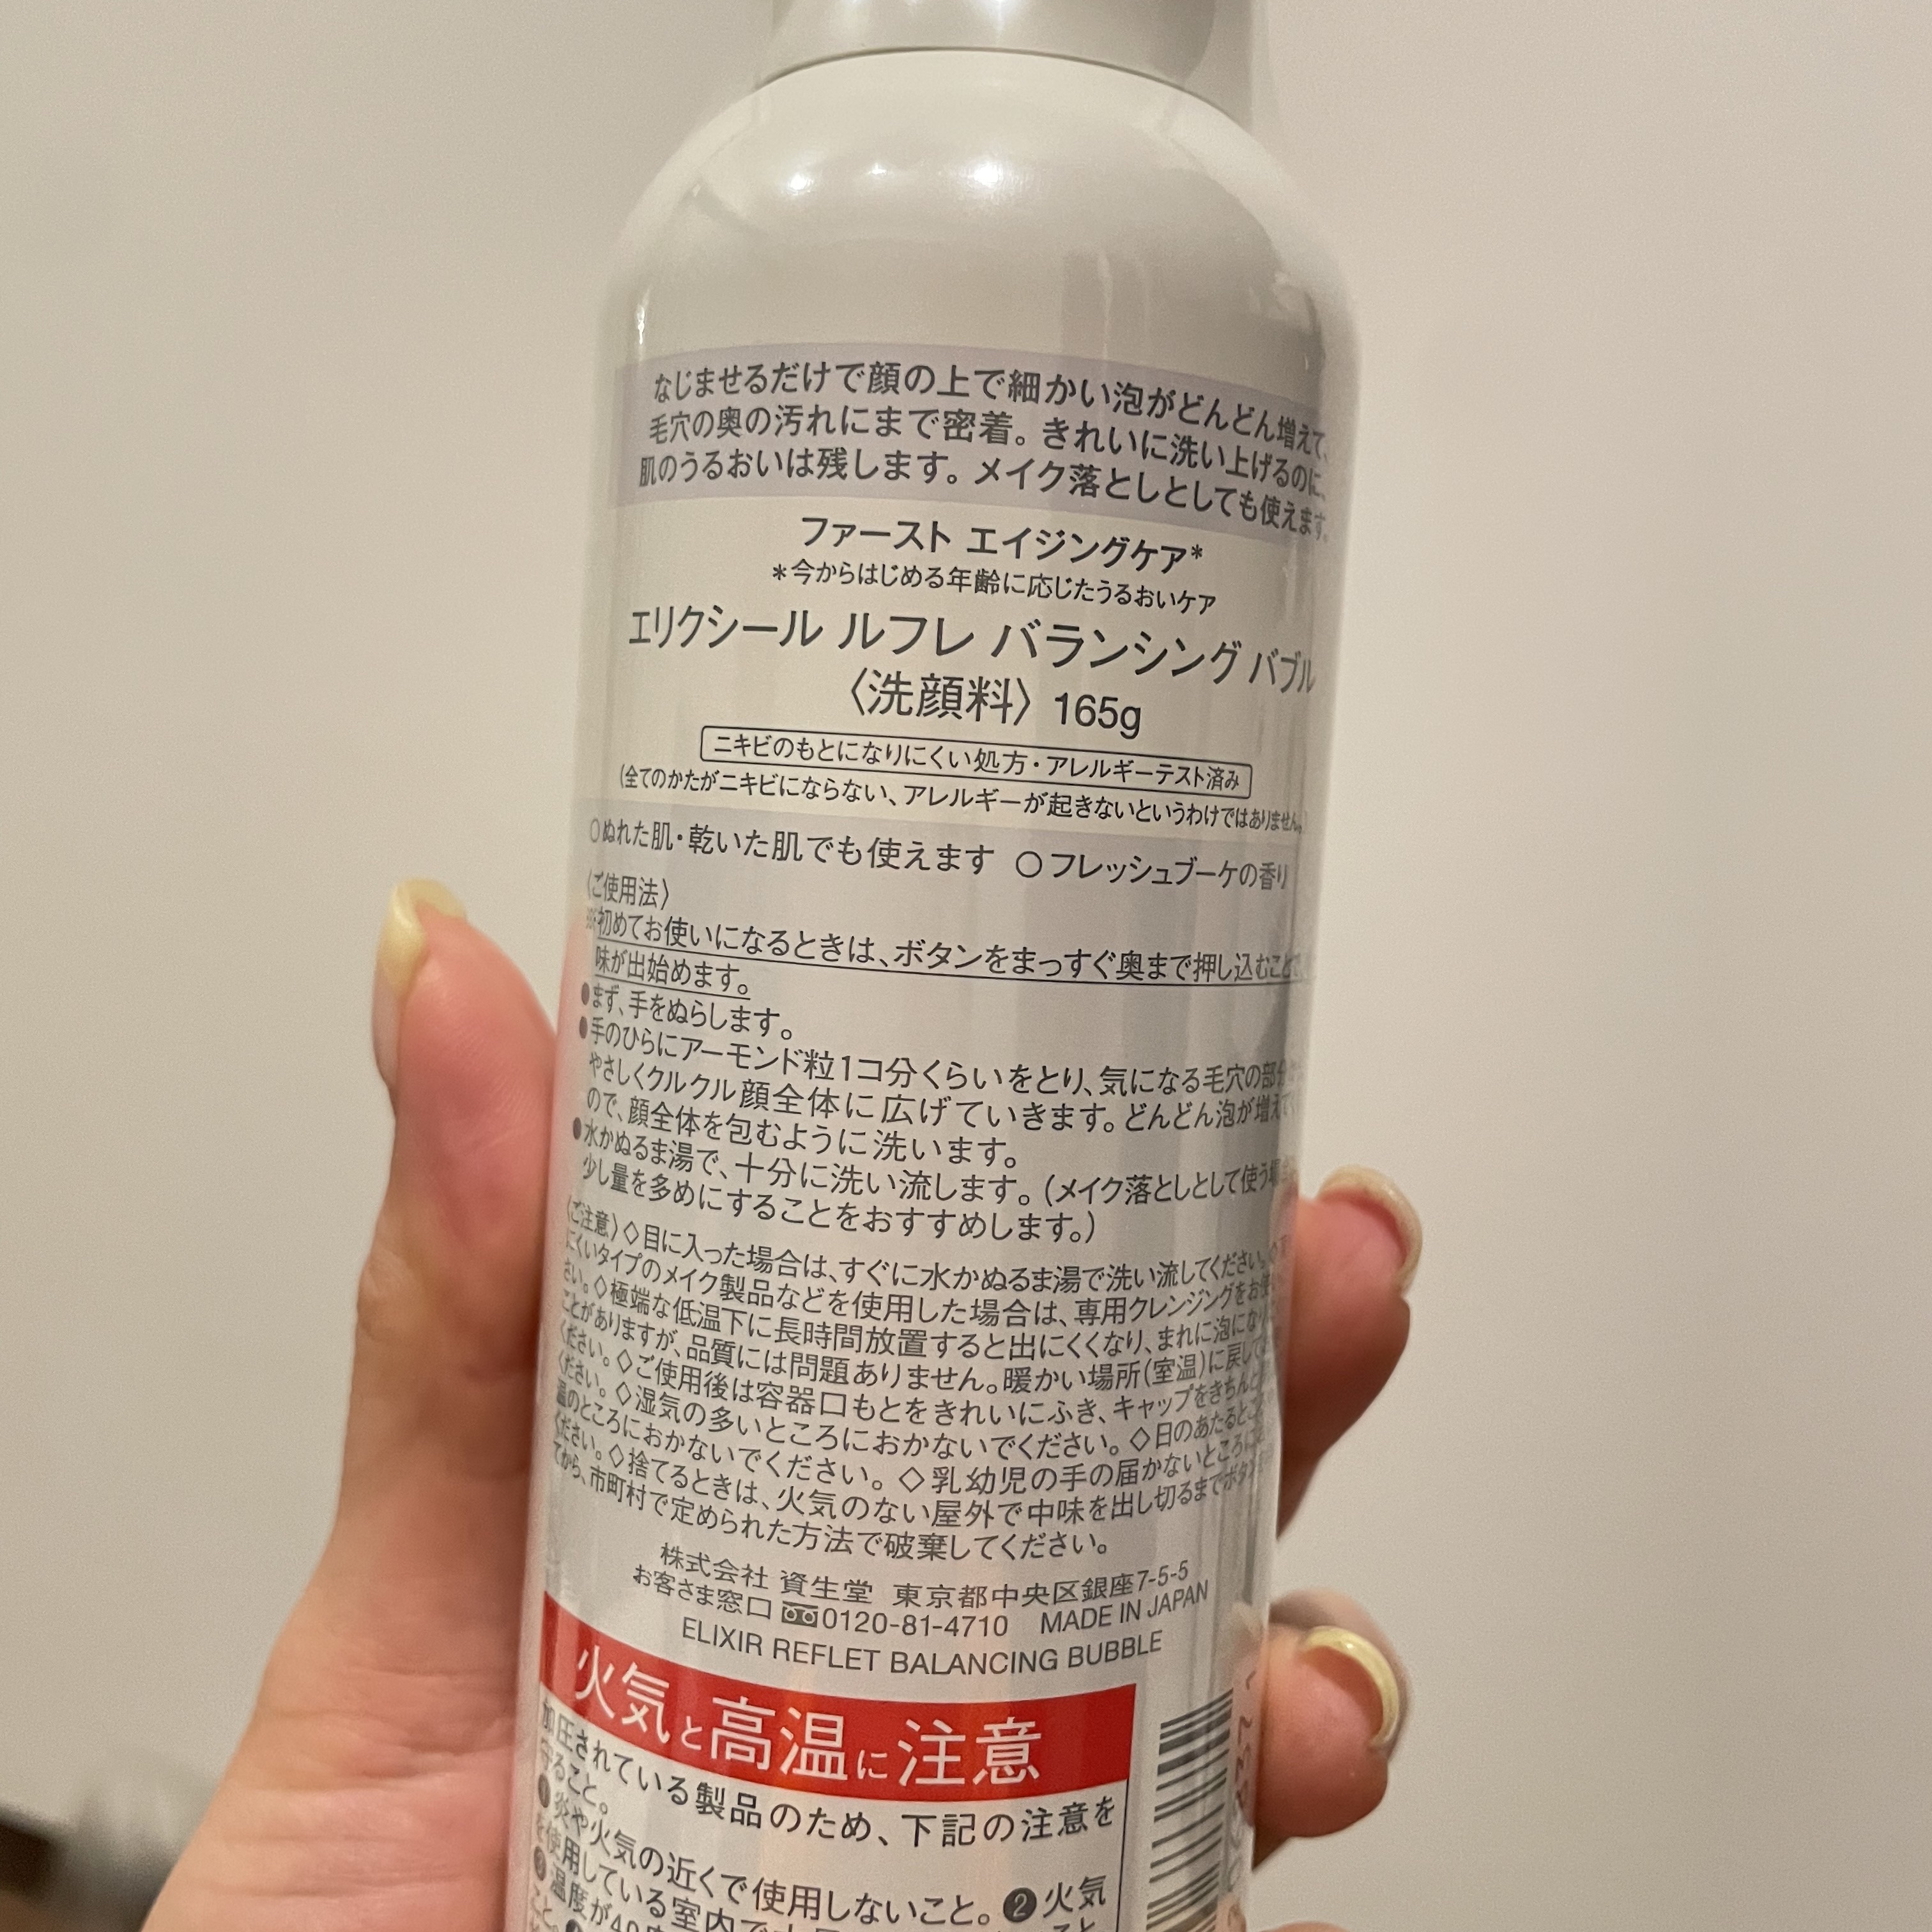 なじませるだけで顔の上で細かい泡がどんどん増えて、
毛穴の奥の汚れにまで密着。きれいに洗い上げるのに、
肌のうるおいは残します。メイク落としとしても使えます。
ファースト エイジングケア*
*今からはじめる年齢に応じたうるおいケア
エリクシール ルフレ バランシング バブル
〈洗顔料〉 165g
ニキビのもとになりにくい処方・アレルギーテスト済み
(全てのかたがニキビにならない、アレルギーが起きないというわけではありません。)
○ぬれた肌・乾いた肌でも使えます ○フレッシュブーケの香り
〈ご使用法〉
※初めてお使いになるときは、ボタンをまっすぐ奥まで押し込むことで、
味が出始めます。
●まず、手をぬらします。
●手のひらにアーモンド粒1コ分くらいをとり、気になる毛穴の部分
やさしくクルクル顔全体に広げていきます。どんどん泡が増えて
ので、顔全体を包むように洗います。
●水かぬるま湯で、十分に洗い流します。(メイク落としとして使う
少し量を多めにすることをおすすめします。)
〈ご注意〉◇目に入った場合は、すぐに水かぬるま湯で洗い流してください。◇
にくいタイプのメイク製品などを使用した場合は、専用クレンジングをお使い
さい。◇極端な低温下に長時間放置すると出にくくなり、まれに泡になり
ことがありますが、品質には問題ありません。暖かい場所(室温)に戻して
ください。◇ご使用後は容器口もとをきれいにふき、キャップをきちんと
ください。◇湿気の多いところにおかないでください。◇日のあたるところ
温のところにおかないでください。◇乳幼児の手の届かないところに
ください。◇捨てるときは、火気のない屋外で中味を出し切るまでボタン
てから、市町村で定められた方法で破棄してください。
株式会社 資生堂 東京都中央区銀座7-5-5
お客さま窓口 0120-81-4710 MADE IN JAPAN
ELIXIR REFLET BALANCING BUBBLE
火気と高温に注意
加圧されている製品のため、下記の注意を
守ること。
❶炎や火気の近くで使用しないこと。❷火気
を使用している室内で
温度が40